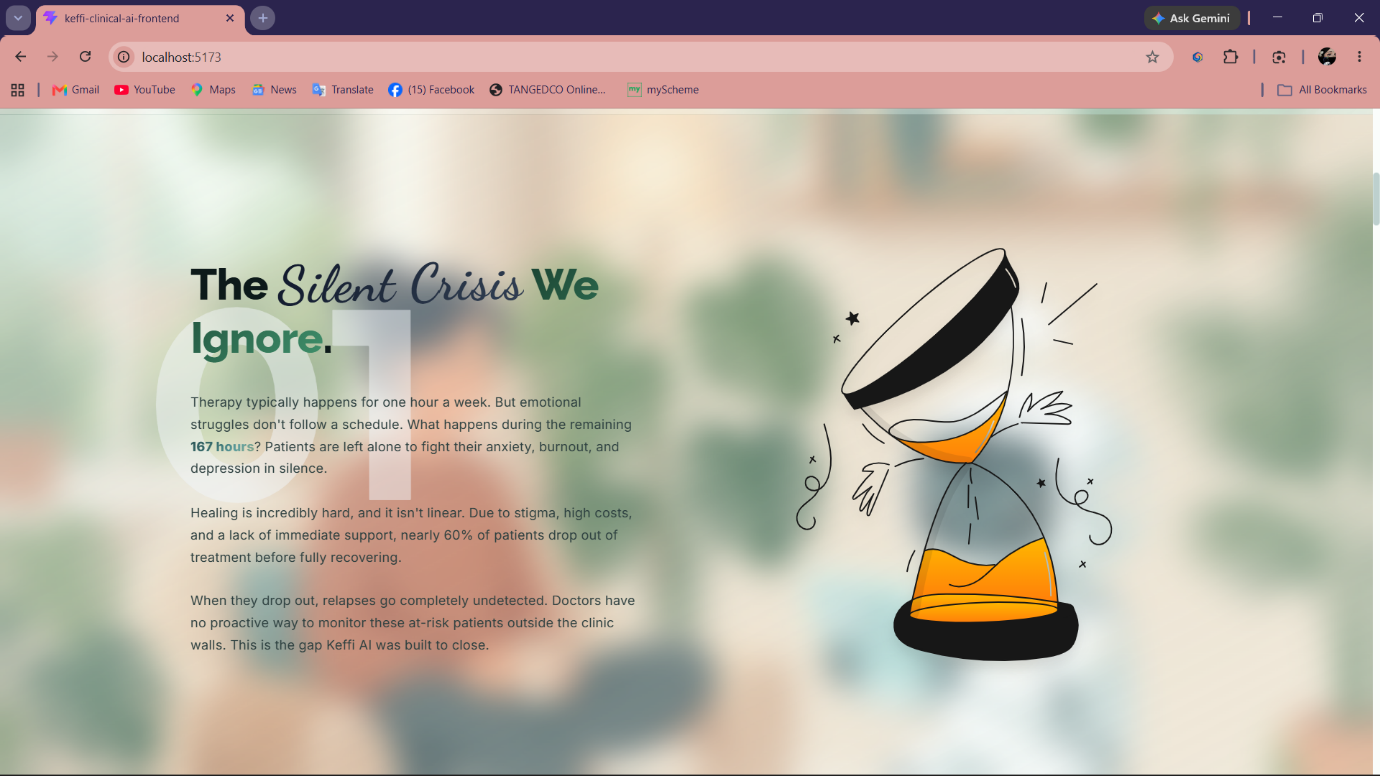 keffi-clinical-ai-frontend
Ask Gemini
localhost:5173
Gmail
YouTube
Maps
News
Translate
(15) Facebook
TANGEDCO Online...
my
myScheme
All Bookmarks
01
The Silent Crisis We
Ignore.
Therapy typically happens for one hour a week. But emotional
struggles don't follow a schedule. What happens during the remaining
167 hours? Patients are left alone to fight their anxiety, burnout, and
depression in silence.
Healing is incredibly hard, and it isn't linear. Due to stigma, high costs,
and a lack of immediate support, nearly 60% of patients drop out of
treatment before fully recovering.
When they drop out, relapses go completely undetected. Doctors have
no proactive way to monitor these at-risk patients outside the clinic
walls. This is the gap Keffi AI was built to close.